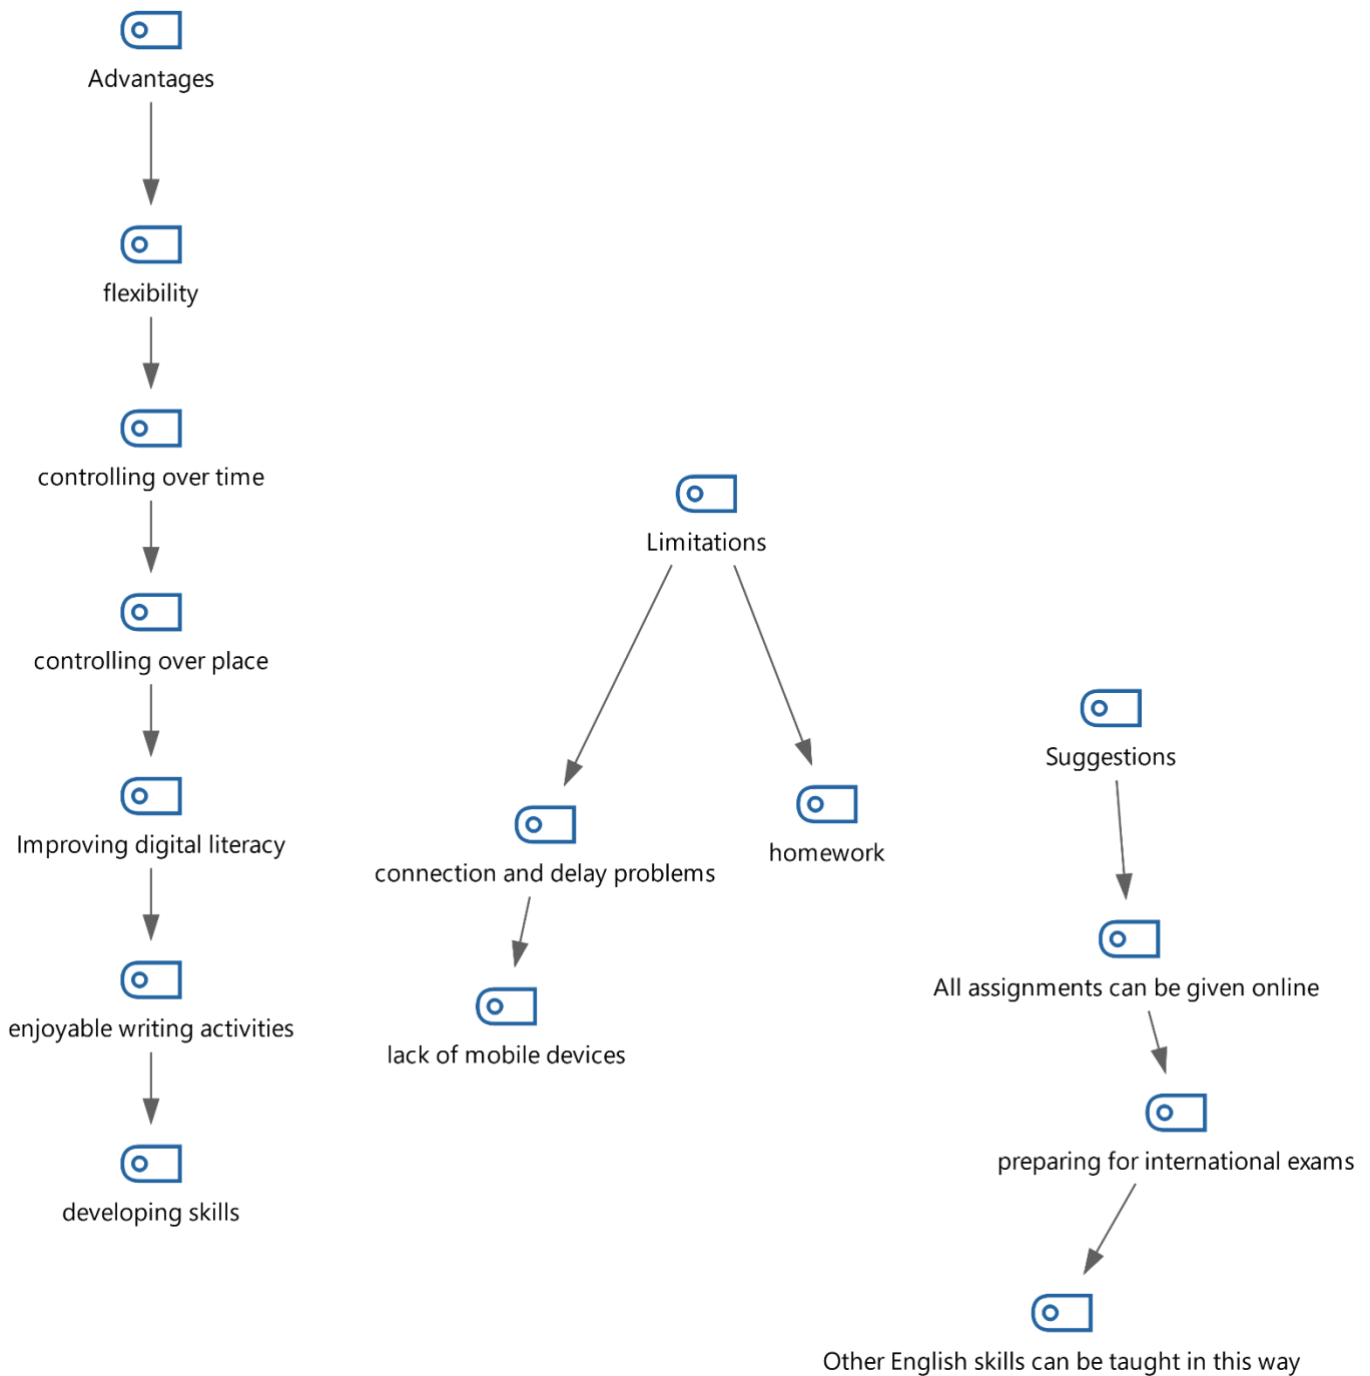 Advantages
flexibility
controlling over time
controlling over place
Improving digital literacy
enjoyable writing activities
developing skills
Limitations
connection and delay problems
homework
lack of mobile devices
Suggestions
All assignments can be given online
preparing for international exams
Other English skills can be taught in this way